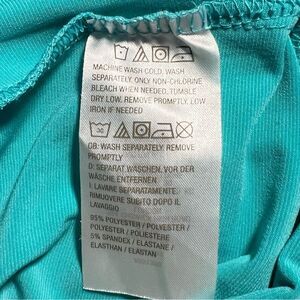 MACHINE WASH COLD, WASH
SEPARATELY, ONLY NON-CHLORINE
BLEACH WHEN NEEDED, TUMBLE
DRY LOW, REMOVE PROMPTLY, LOW
IRON IF NEEDED
GB: WASH SEPARATELY, REMOVE
PROMPTLY
D: SEPARAT WASCHEN, VOR DER
WÄSCHE ENTFERNEN
I: LAVARE SEPARATAMENTE,
RIMUOVERE SUBITO DOPO IL
LAVAGGIO
95% POLYESTER / POLYESTER /
POLYESTER / POLIESTERE
5% SPANDEX / ELASTANE /
ELASTHAN / ELASTAN